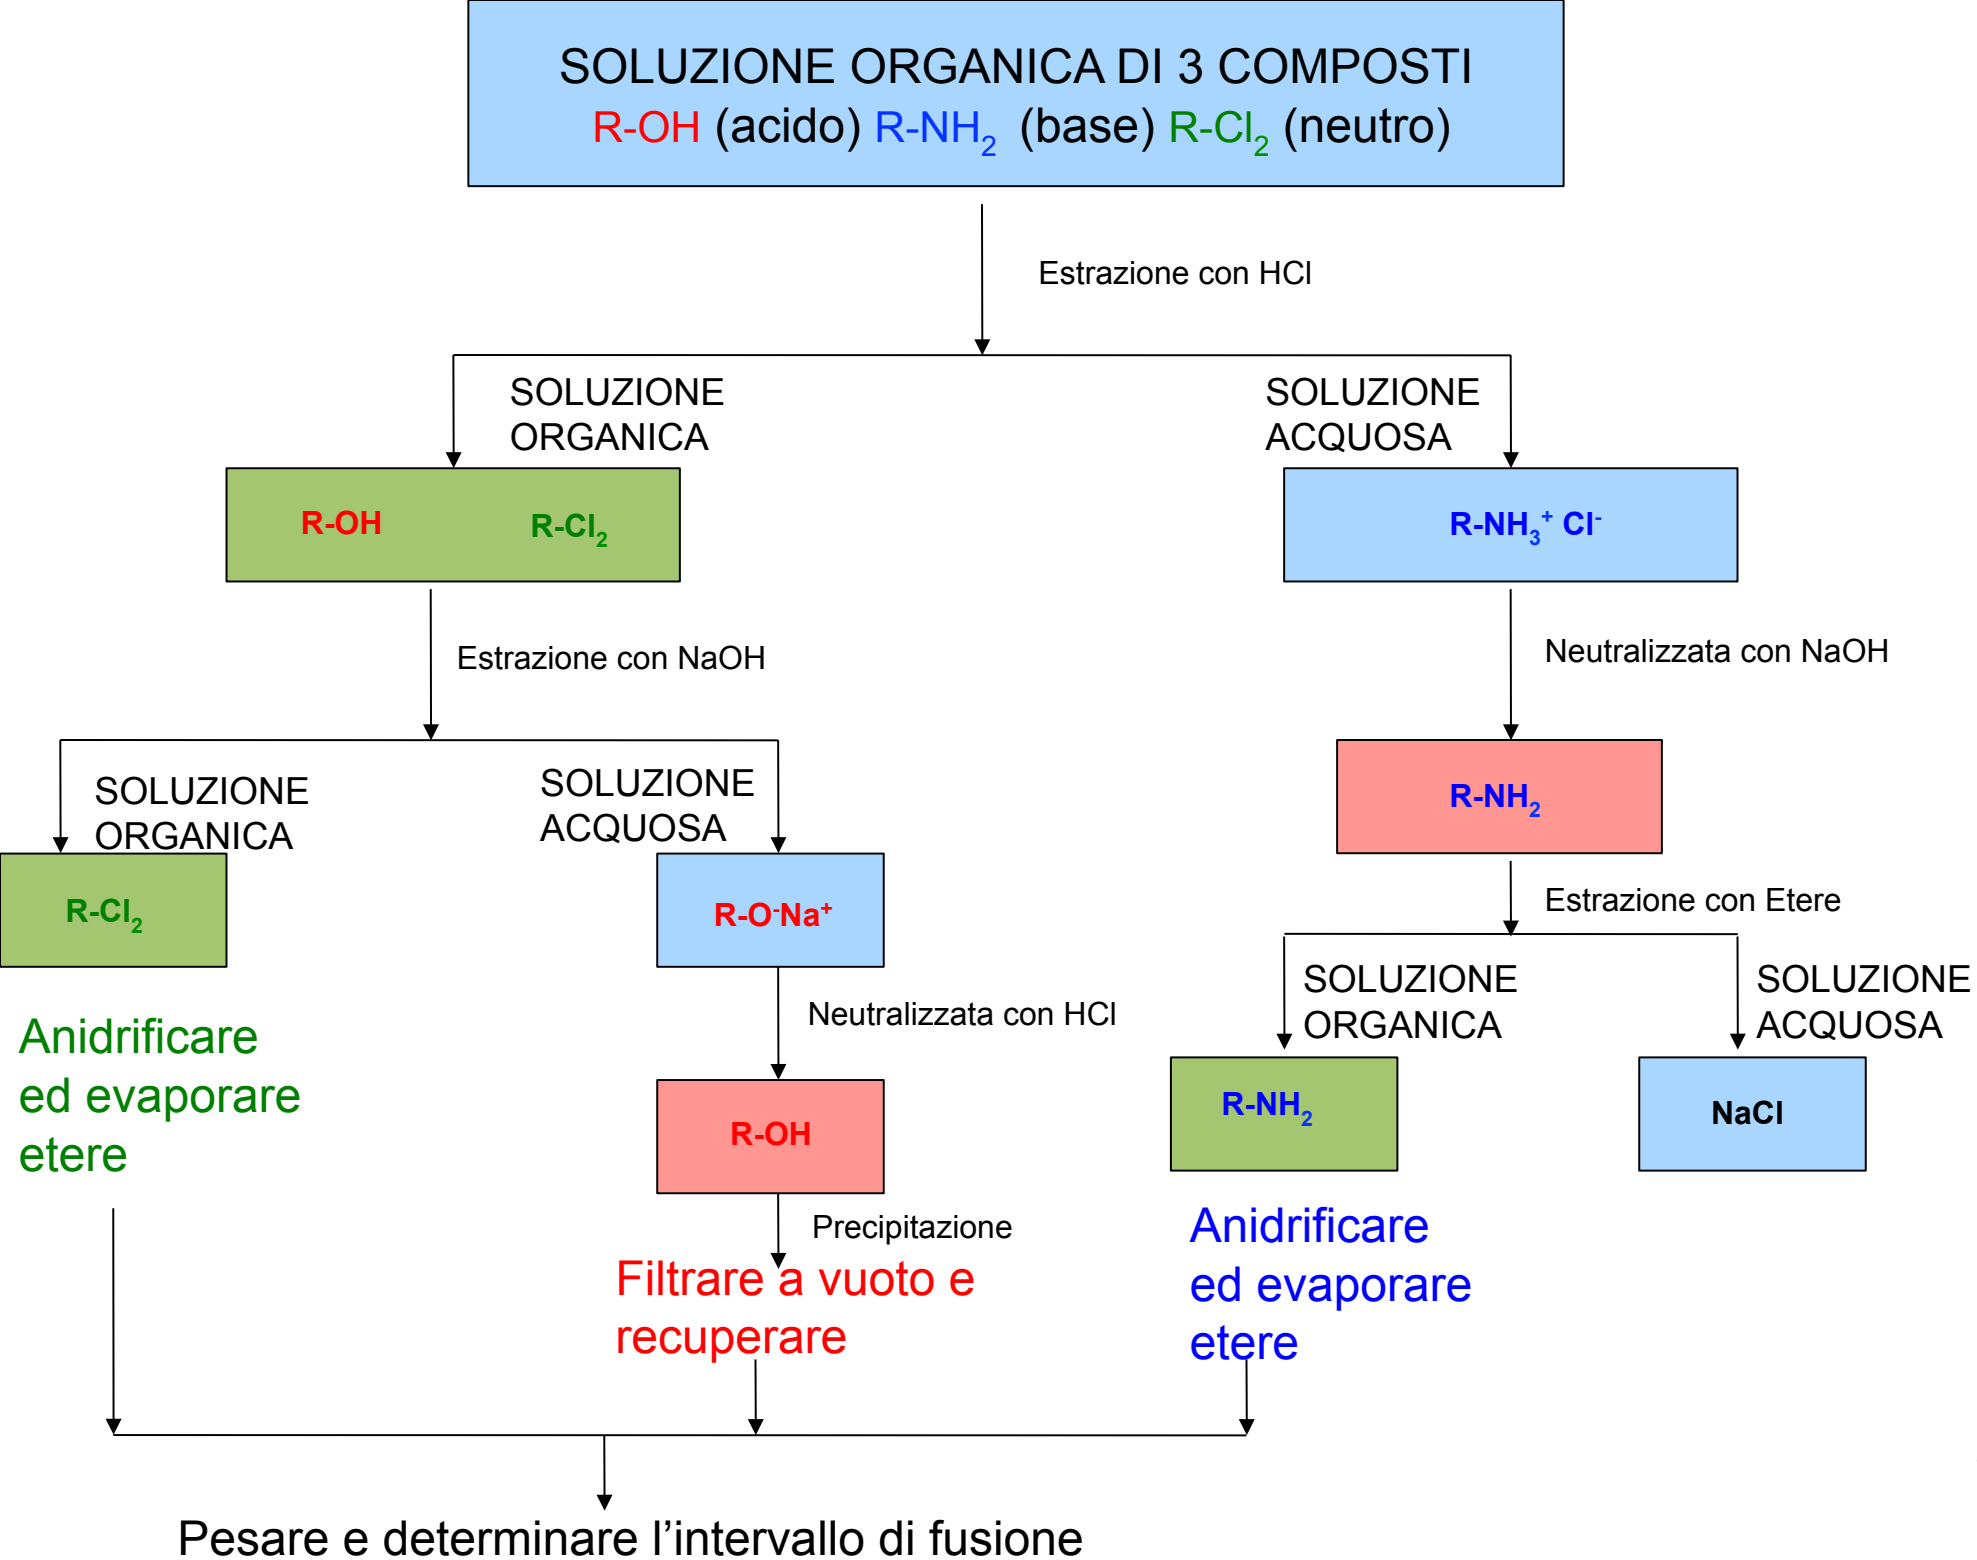 SOLUZIONE ORGANICA DI 3 COMPOSTI
R-OH (acido) R-NH₂ (base) R-Cl₂ (neutro)
Estrazione con HCl
SOLUZIONE
ORGANICA
SOLUZIONE
ACQUOSA
R-OH R-Cl₂
R-NH₃⁺ Cl⁻
Estrazione con NaOH
Neutralizzata con NaOH
SOLUZIONE
ORGANICA
SOLUZIONE
ACQUOSA
R-NH₂
R-Cl₂
R-O⁻Na⁺
Estrazione con Etere
SOLUZIONE
ORGANICA
SOLUZIONE
ACQUOSA
Anidrificare
ed evaporare
etere
Neutralizzata con HCl
R-OH
R-NH₂
NaCl
Precipitazione
Filtrare a vuoto e
recuperare
Anidrificare
ed evaporare
etere
Pesare e determinare l’intervallo di fusione